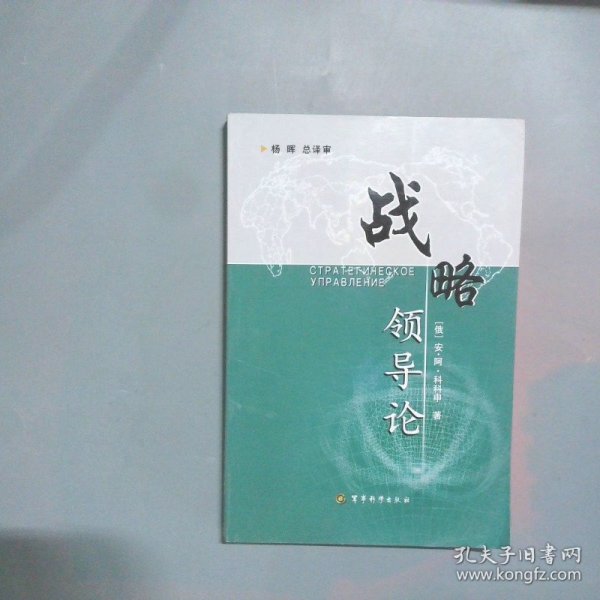 杨晖 总译审
战略
СТРАТЕГИЧЕСКОЕ
УПРАВЛЕНИЕ
领导论
[俄] 安·阿·科科申 著
军事科学出版社
孔夫子旧书网
www.kongfz.com